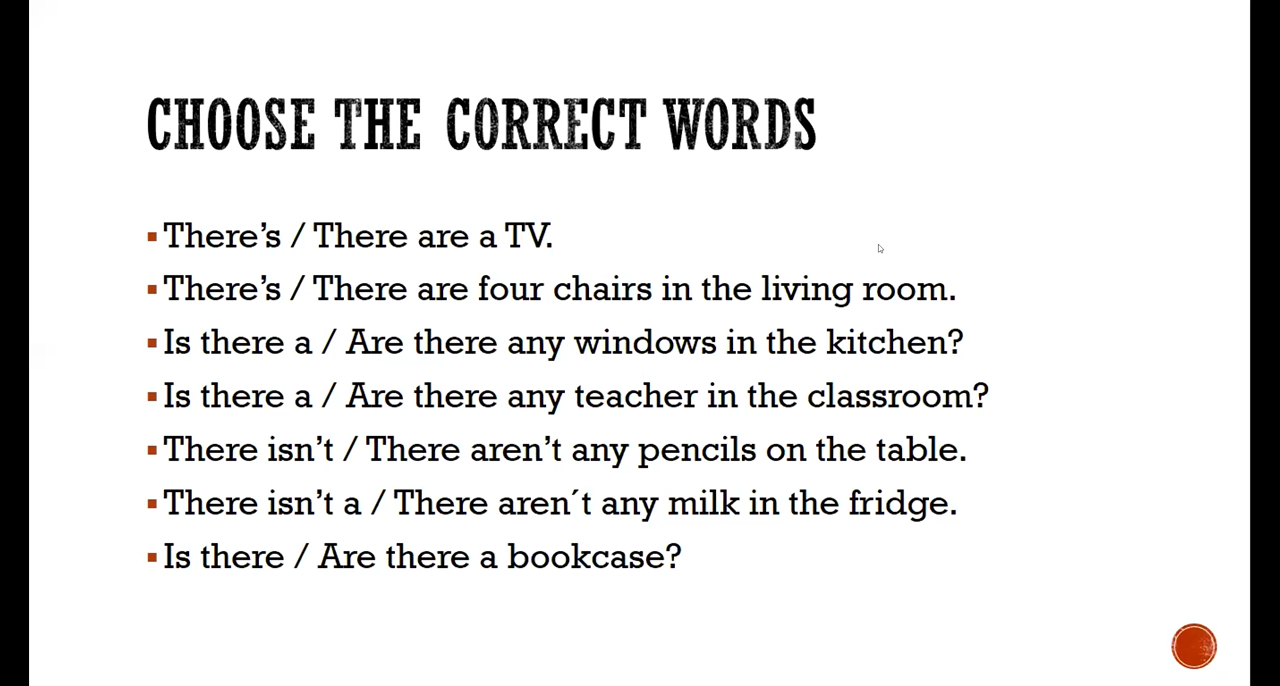 CHOOSE THE CORRECT WORDS
▪There's / There are a TV.
▪There's / There are four chairs in the living room.
▪Is there a / Are there any windows in the kitchen?
▪Is there a / Are there any teacher in the classroom?
▪There isn't / There aren't any pencils on the table.
▪There isn't a / There aren´t any milk in the fridge.
▪Is there / Are there a bookcase?